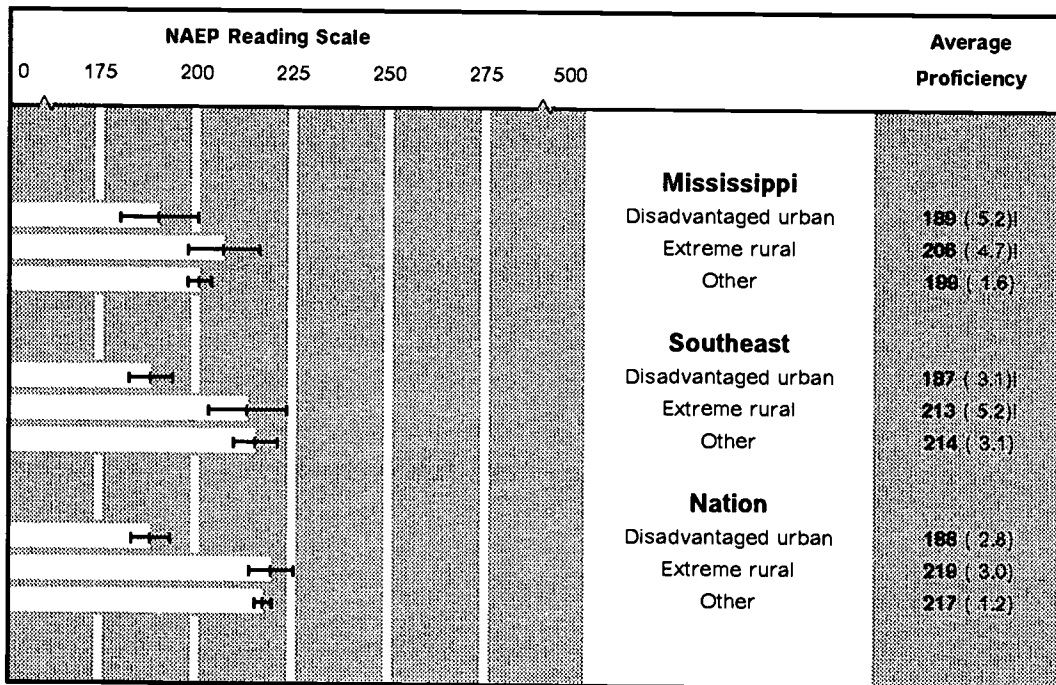 NAEP Reading Scale
Average
Proficiency
0 175 200 225 250 275 500
Mississippi
Disadvantaged urban 189 ( 5.2)!
Extreme rural 206 ( 4.7)!
Other 199 ( 1.6)
Southeast
Disadvantaged urban 187 ( 3.1)!
Extreme rural 213 ( 5.2)!
Other 214 ( 3.1)
Nation
Disadvantaged urban 188 ( 2.8)
Extreme rural 219 ( 3.0)
Other 217 ( 1.2)